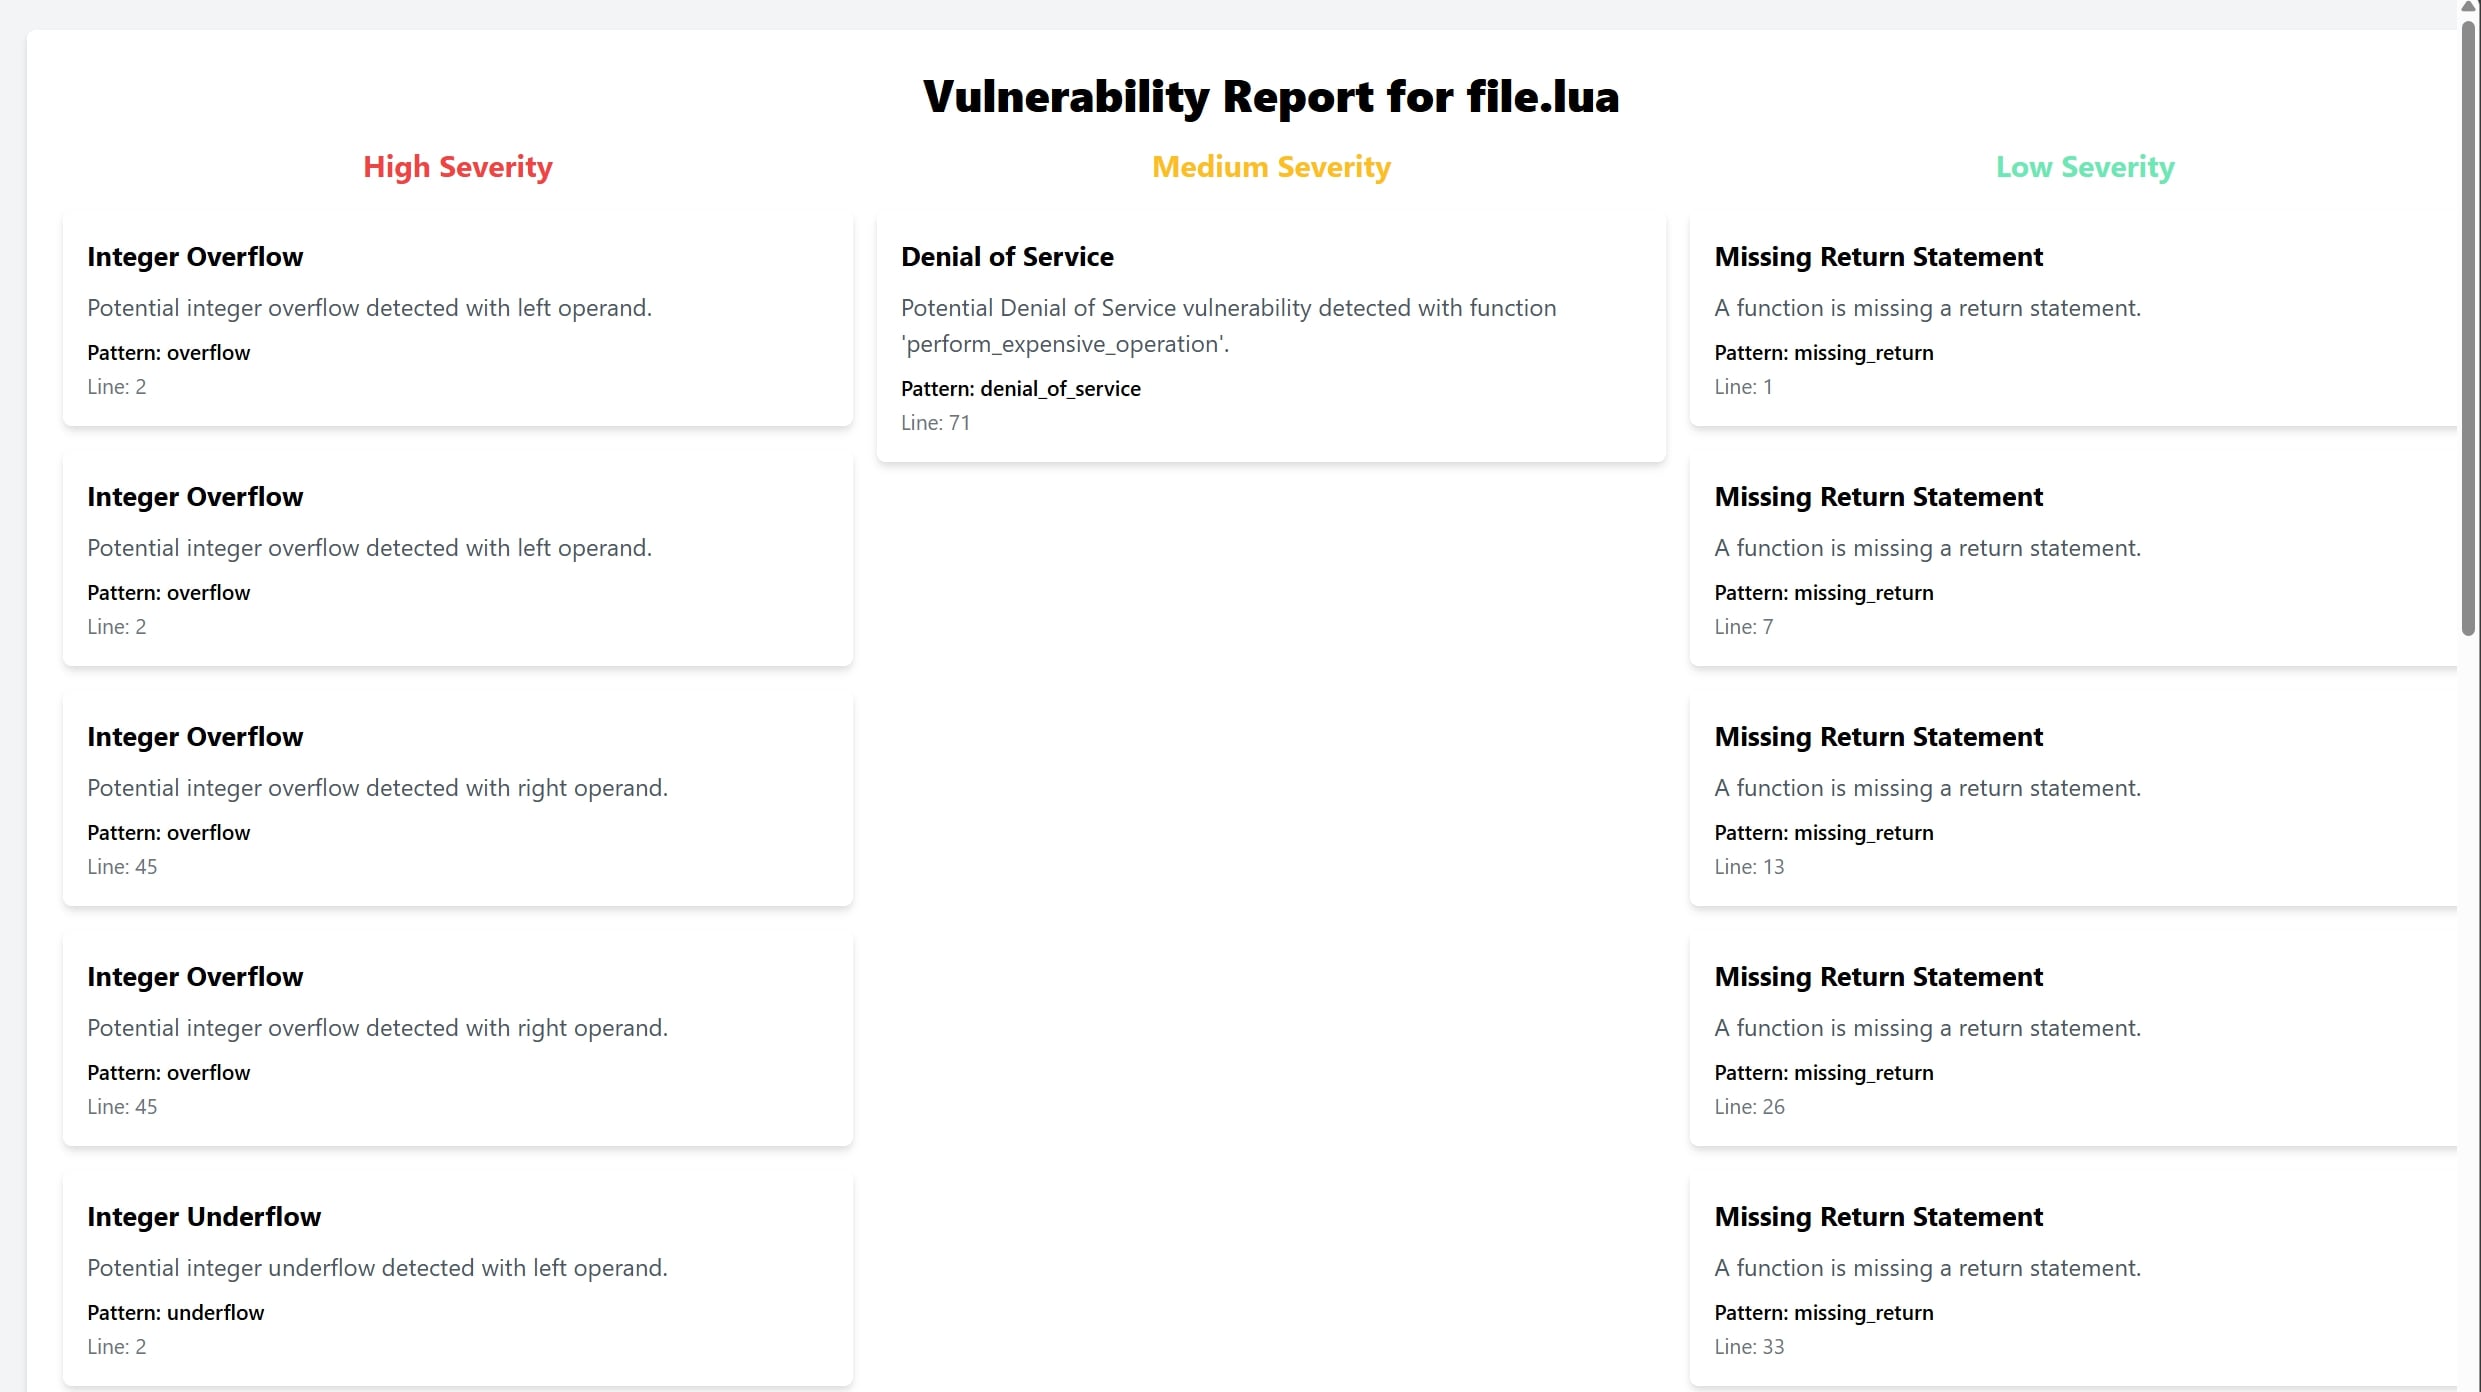 Vulnerability Report for file.lua
High Severity
Integer Overflow
Potential integer overflow detected with left operand.
Pattern: overflow
Line: 2
Integer Overflow
Potential integer overflow detected with left operand.
Pattern: overflow
Line: 2
Integer Overflow
Potential integer overflow detected with right operand.
Pattern: overflow
Line: 45
Integer Overflow
Potential integer overflow detected with right operand.
Pattern: overflow
Line: 45
Integer Underflow
Potential integer underflow detected with left operand.
Pattern: underflow
Line: 2
Medium Severity
Denial of Service
Potential Denial of Service vulnerability detected with function
'perform_expensive_operation'.
Pattern: denial_of_service
Line: 71
Low Severity
Missing Return Statement
A function is missing a return statement.
Pattern: missing_return
Line: 1
Missing Return Statement
A function is missing a return statement.
Pattern: missing_return
Line: 7
Missing Return Statement
A function is missing a return statement.
Pattern: missing_return
Line: 13
Missing Return Statement
A function is missing a return statement.
Pattern: missing_return
Line: 26
Missing Return Statement
A function is missing a return statement.
Pattern: missing_return
Line: 33